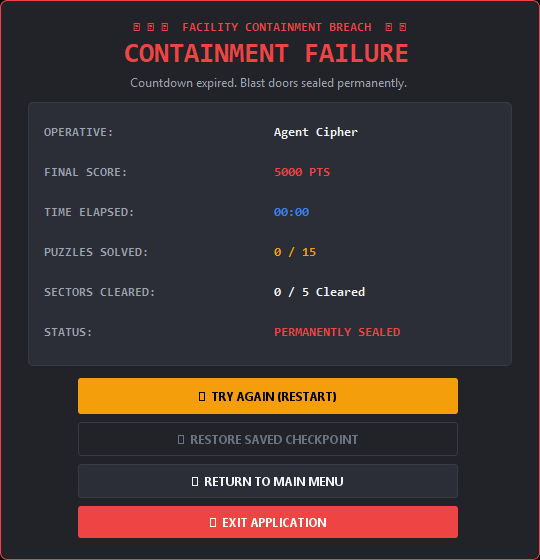 FACILITY CONTAINMENT BREACH
CONTAINMENT FAILURE
Countdown expired. Blast doors sealed permanently.
OPERATIVE: Agent Cipher
FINAL SCORE: 5000 PTS
TIME ELAPSED: 00:00
PUZZLES SOLVED: 0 / 15
SECTORS CLEARED: 0 / 5 Cleared
STATUS: PERMANENTLY SEALED
TRY AGAIN (RESTART)
RESTORE SAVED CHECKPOINT
RETURN TO MAIN MENU
EXIT APPLICATION